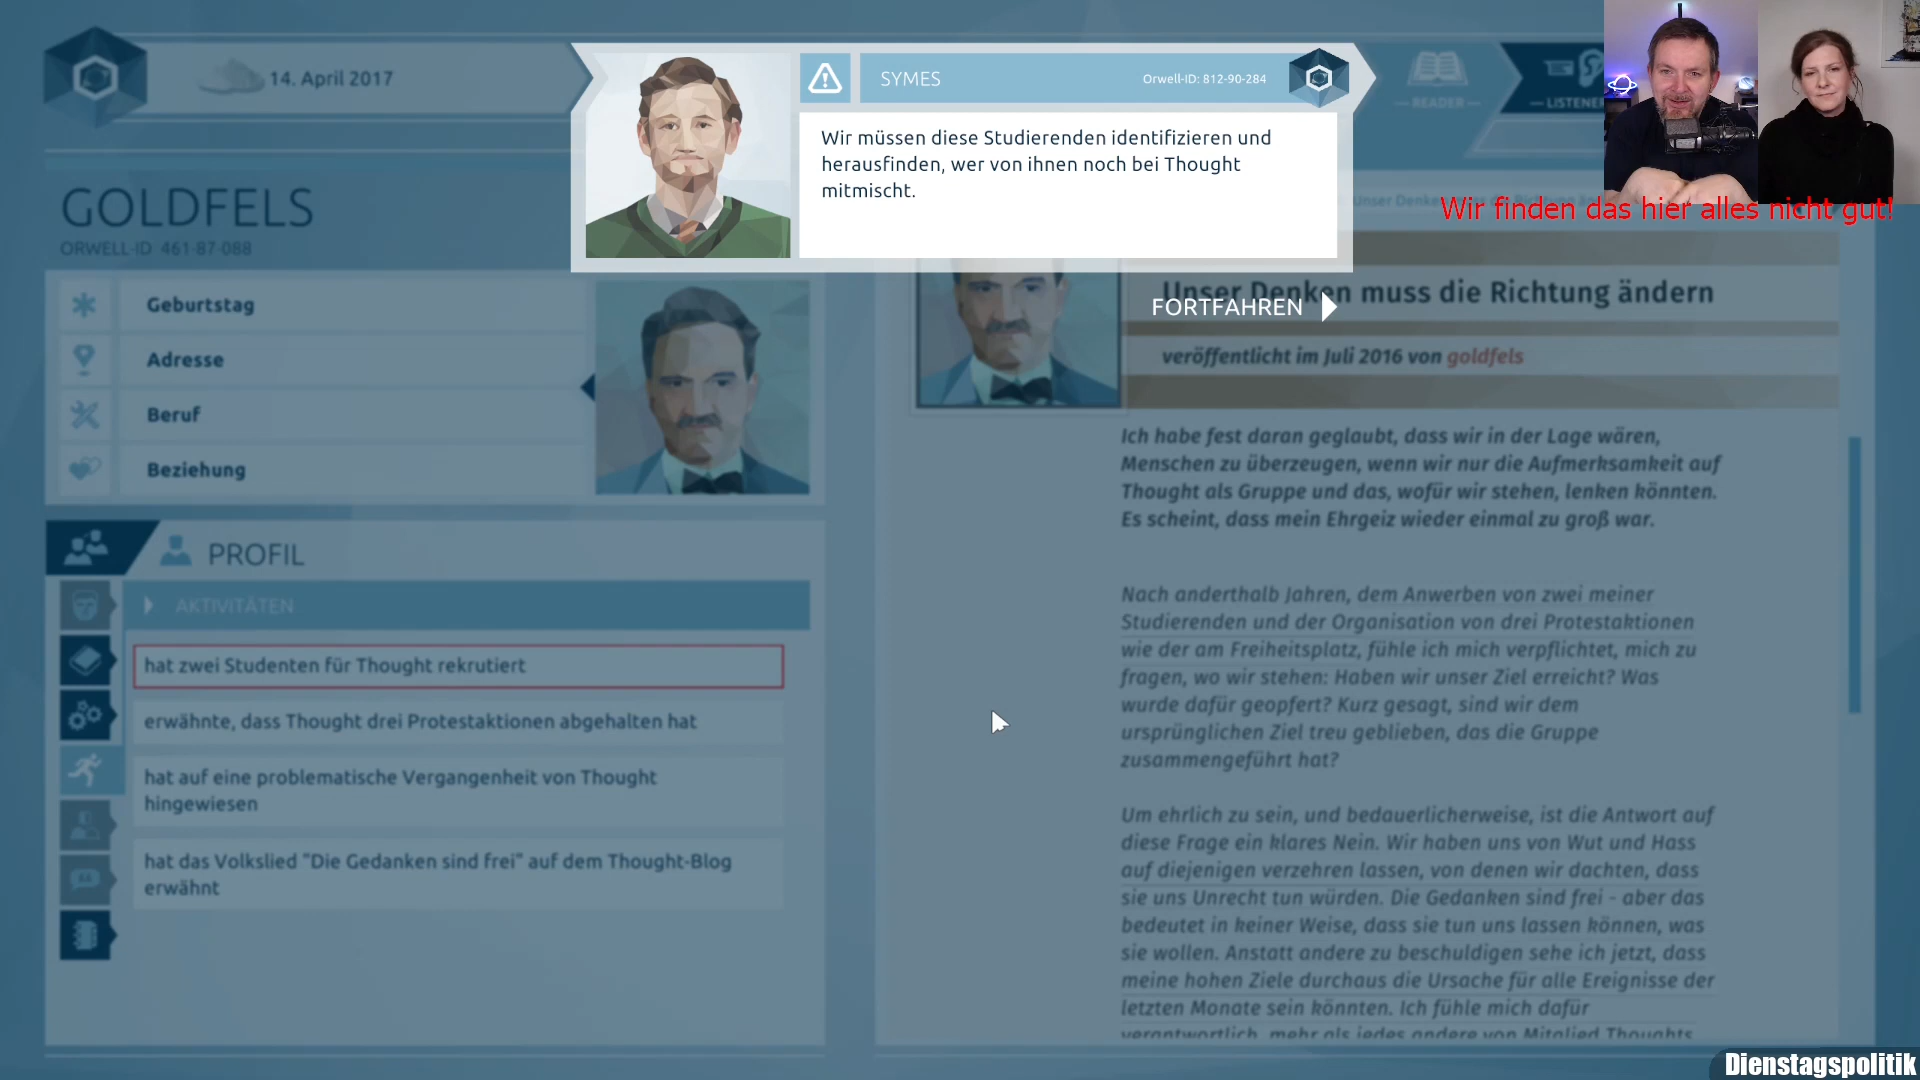 14. April 2017
SYMES
Orwell-ID: 812-90-284
Wir müssen diese Studierenden identifizieren und
herausfinden, wer von ihnen noch bei Thought
mitmischt.
FORTFAHREN
READER
LISTENER
Wir finden das hier alles nicht gut!
GOLDFELS
ORWELL-ID 461-87-088
Geburtstag
Adresse
Beruf
Beziehung
PROFIL
AKTIVITÄTEN
hat zwei Studenten für Thought rekrutiert
erwähnte, dass Thought drei Protestaktionen abgehalten hat
hat auf eine problematische Vergangenheit von Thought
hingewiesen
hat das Volkslied "Die Gedanken sind frei" auf dem Thought-Blog
erwähnt
Unser Denken muss die Richtung ändern
veröffentlicht im Juli 2016 von goldfels
Ich habe fest daran geglaubt, dass wir in der Lage wären,
Menschen zu überzeugen, wenn wir nur die Aufmerksamkeit auf
Thought als Gruppe und das, wofür wir stehen, lenken könnten.
Es scheint, dass mein Ehrgeiz wieder einmal zu groß war.
Nach anderthalb Jahren, dem Anwerben von zwei meiner
Studierenden und der Organisation von drei Protestaktionen
wie der am Freiheitsplatz, fühle ich mich verpflichtet, mich zu
fragen, wo wir stehen: Haben wir unser Ziel erreicht? Was
wurde dafür geopfert? Kurz gesagt, sind wir dem
ursprünglichen Ziel treu geblieben, das die Gruppe
zusammengeführt hat?
Um ehrlich zu sein, und bedauerlicherweise, ist die Antwort auf
diese Frage ein klares Nein. Wir haben uns von Wut und Hass
auf diejenigen verzehren lassen, von denen wir dachten, dass
sie uns Unrecht tun würden. Die Gedanken sind frei - aber das
bedeutet in keiner Weise, dass sie tun uns lassen können, was
sie wollen. Anstatt andere zu beschuldigen sehe ich jetzt, dass
meine hohen Ziele durchaus die Ursache für alle Ereignisse der
letzten Monate sein könnten. Ich fühle mich dafür
verantwortlich, mehr als jedes andere von Mitglied Thoughts
Dienstagspolitik